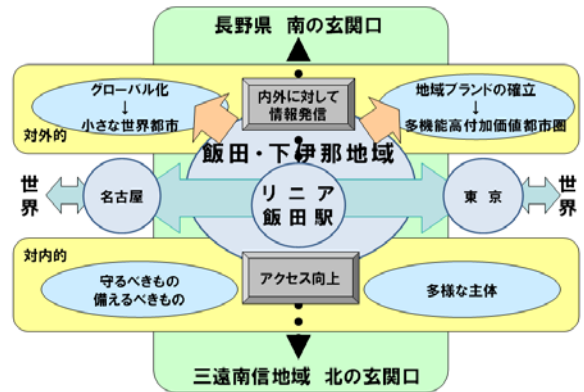 長野県 南の玄関口
グローバル化
↓
小さな世界都市
内外に対して
情報発信
地域ブランドの確立
↓
多機能高付加価値都市圏
対外的
飯田・下伊那地域
世界
名古屋
リニア
飯田駅
東京
世界
対内的
守るべきもの
備えるべきもの
アクセス向上
多様な主体
三遠南信地域 北の玄関口